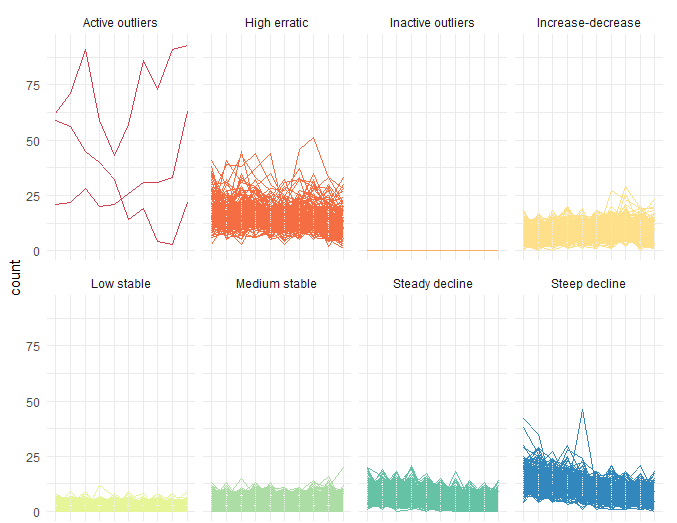 Active outliers
High erratic
Inactive outliers
Increase-decrease
75
50
25
0
count
Low stable
Medium stable
Steady decline
Steep decline
75
50
25
0